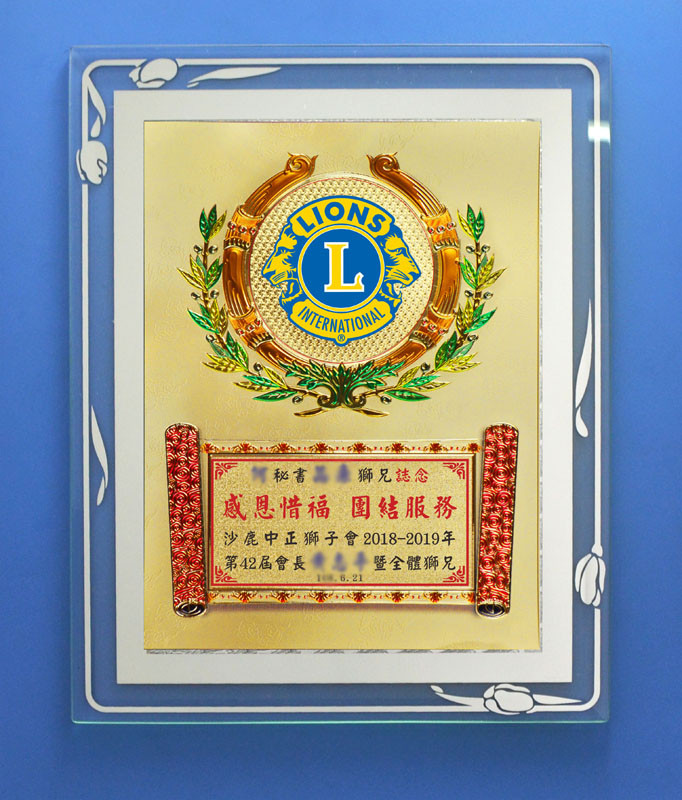 LIONS
L
INTERNATIONAL
®
秘書 獅兄誌念
感恩惜福 團結服務
沙鹿中正獅子會2018-2019年
第42屆會長 暨全體獅兄
108.6.21